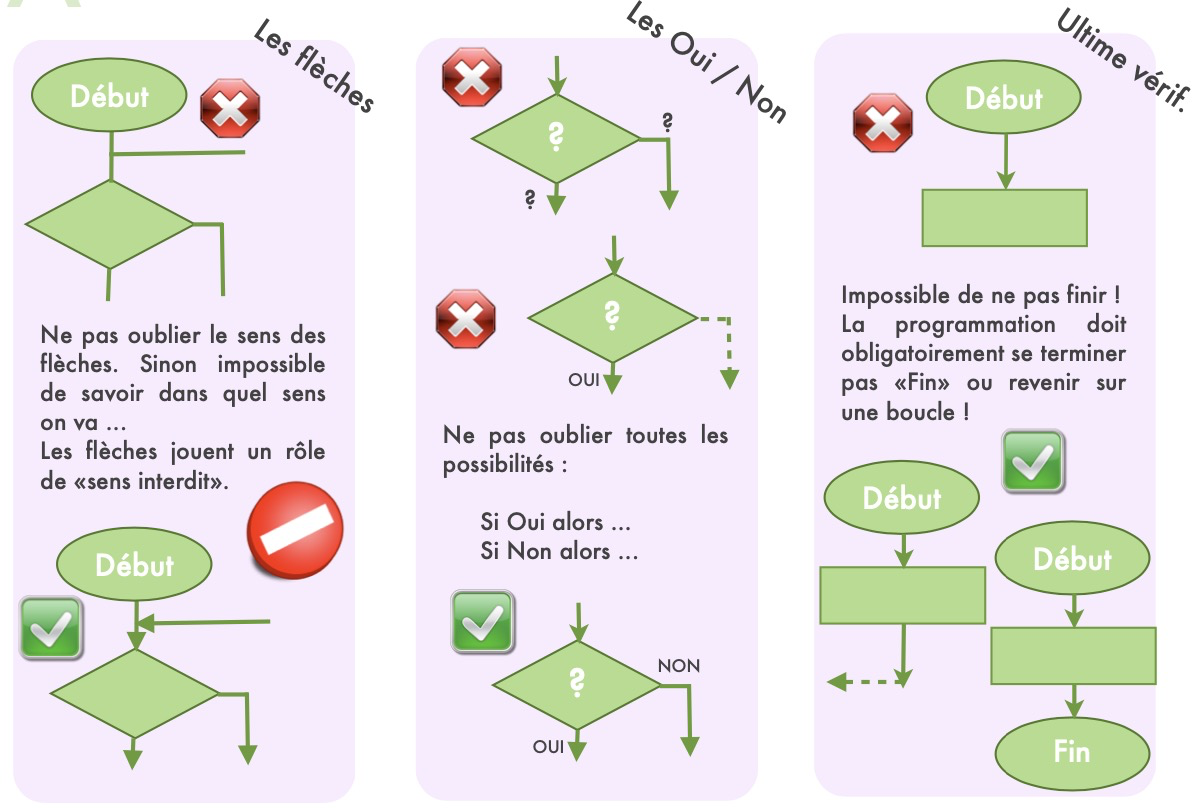 Les flèches
Début
Ne pas oublier le sens des
flèches. Sinon impossible
de savoir dans quel sens
on va ...
Les flèches jouent un rôle
de «sens interdit».
Début
Les Oui / Non
?
?
?
?
OUI
Ne pas oublier toutes les
possibilités :
Si Oui alors ...
Si Non alors ...
?
NON
OUI
Ultime vérif.
Début
Impossible de ne pas finir !
La programmation doit
obligatoirement se terminer
pas «Fin» ou revenir sur
une boucle !
Début
Début
Fin